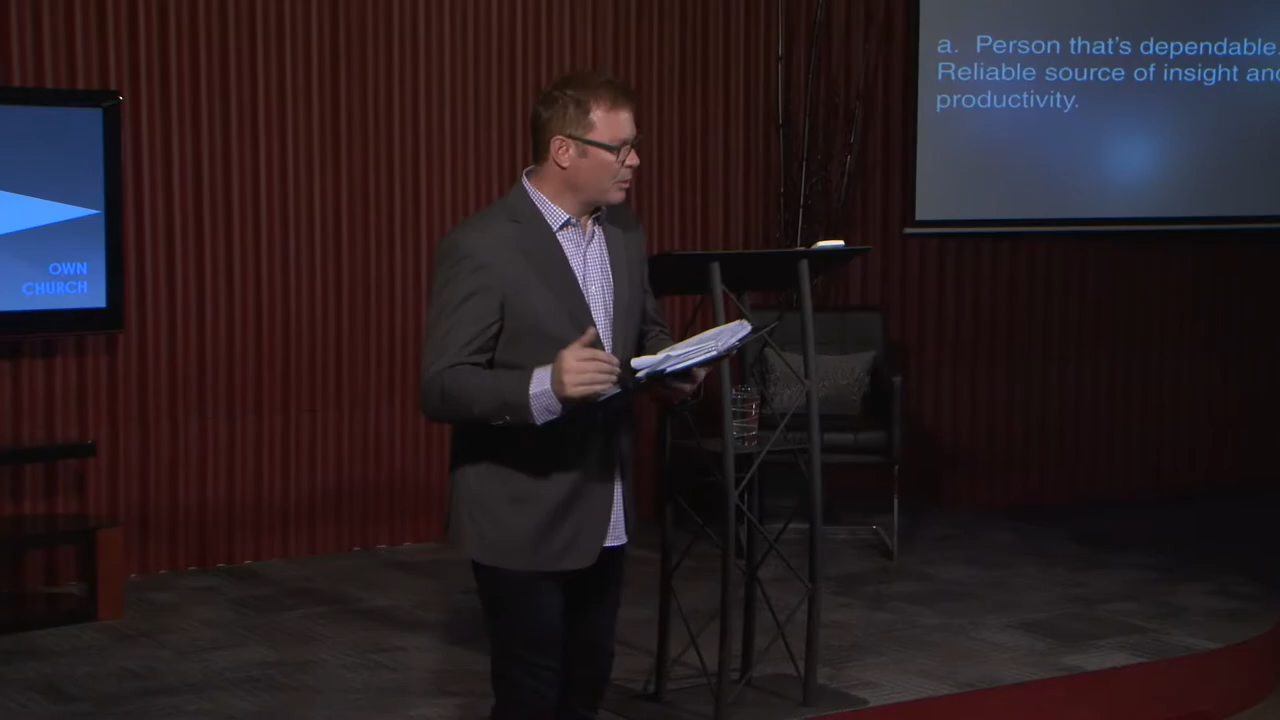 a. Person that's dependable.
Reliable source of insight and
productivity.
OWN
CHURCH